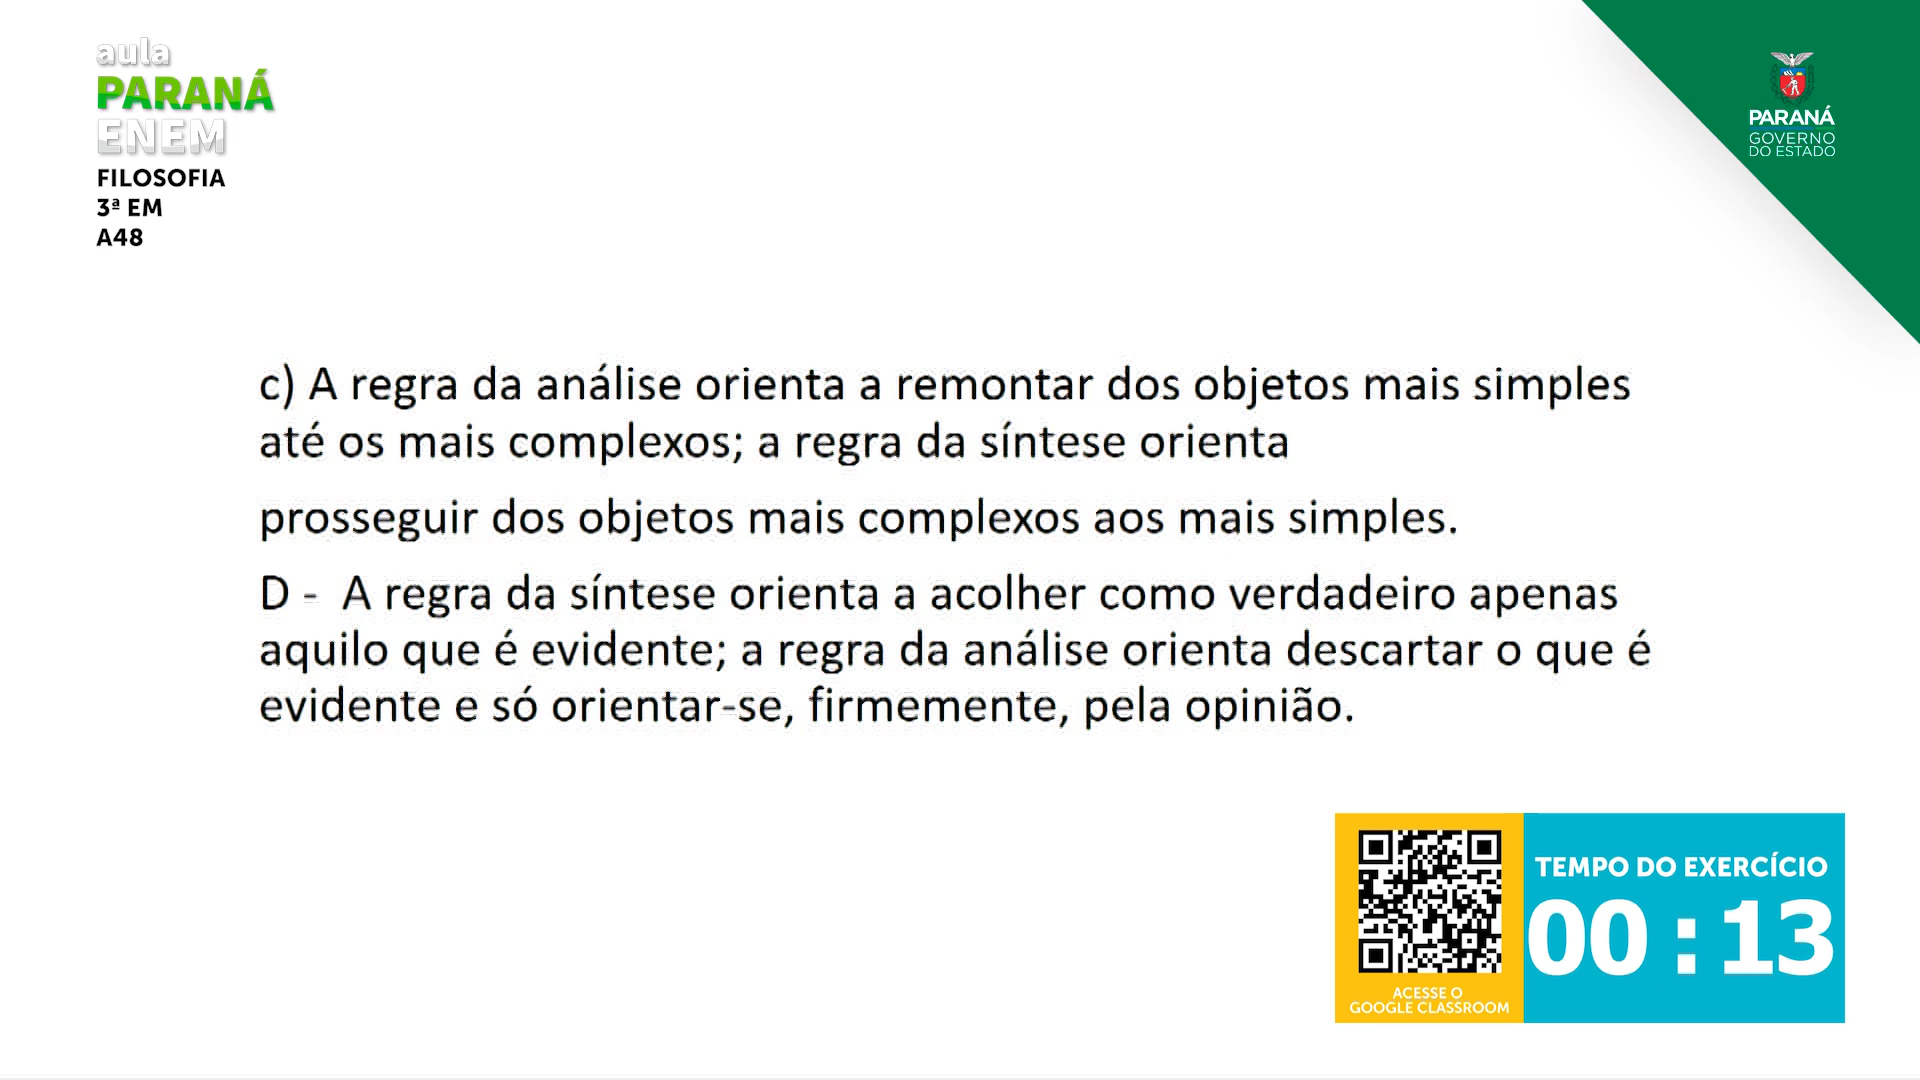 aula
PARANÁ
ENEM
FILOSOFIA
3ª EM
A48
PARANÁ
GOVERNO
DO ESTADO
c) A regra da análise orienta a remontar dos objetos mais simples
até os mais complexos; a regra da síntese orienta
prosseguir dos objetos mais complexos aos mais simples.
D - A regra da síntese orienta a acolher como verdadeiro apenas
aquilo que é evidente; a regra da análise orienta descartar o que é
evidente e só orientar-se, firmemente, pela opinião.
TEMPO DO EXERCÍCIO
00 : 13
ACESSE O
GOOGLE CLASSROOM